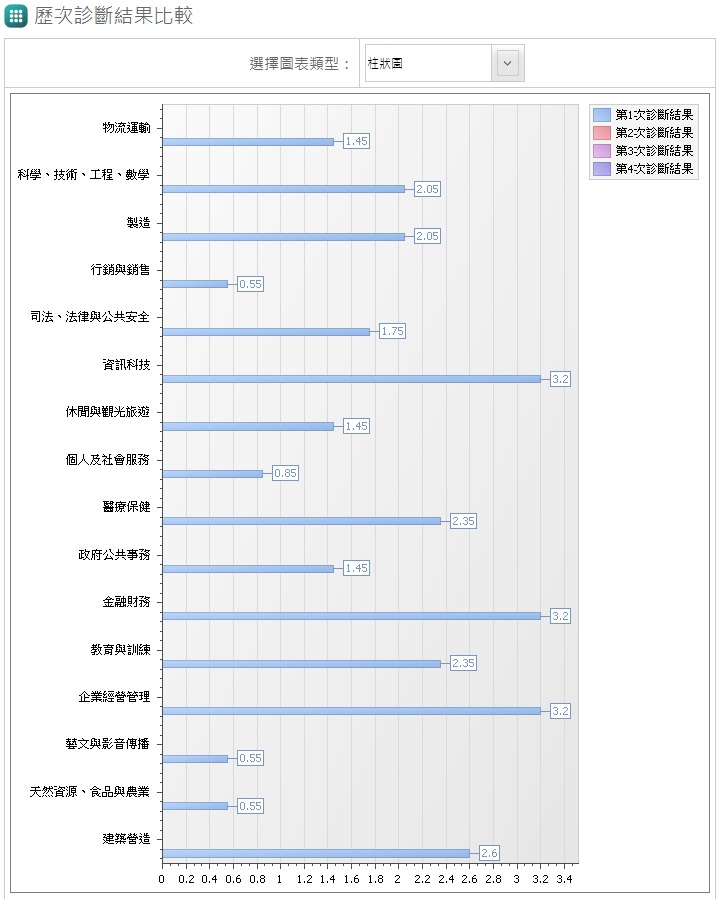 歷次診斷結果比較
選擇圖表類型：
柱狀圖
第1次診斷結果
第2次診斷結果
第3次診斷結果
第4次診斷結果
物流運輸
1.45
科學、技術、工程、數學
2.05
製造
2.05
行銷與銷售
0.55
司法、法律與公共安全
1.75
資訊科技
3.2
休閒與觀光旅遊
1.45
個人及社會服務
0.85
醫療保健
2.35
政府公共事務
1.45
金融財務
3.2
教育與訓練
2.35
企業經營管理
3.2
藝文與影音傳播
0.55
天然資源、食品與農業
0.55
建築營造
2.6
0 0.2 0.4 0.6 0.8 1 1.2 1.4 1.6 1.8 2 2.2 2.4 2.6 2.8 3 3.2 3.4